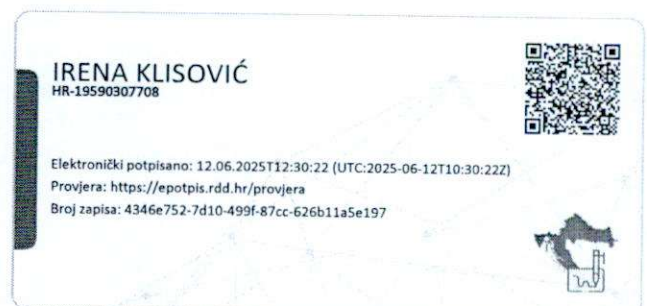 IRENA KLISOVIĆ
HR-19590307708
Elektronički potpisano: 12.06.2025T12:30:22 (UTC:2025-06-12T10:30:22Z)
Provjera: https://epotpis.rdd.hr/provjera
Broj zapisa: 4346e752-7d10-499f-87cc-626b11a5e197